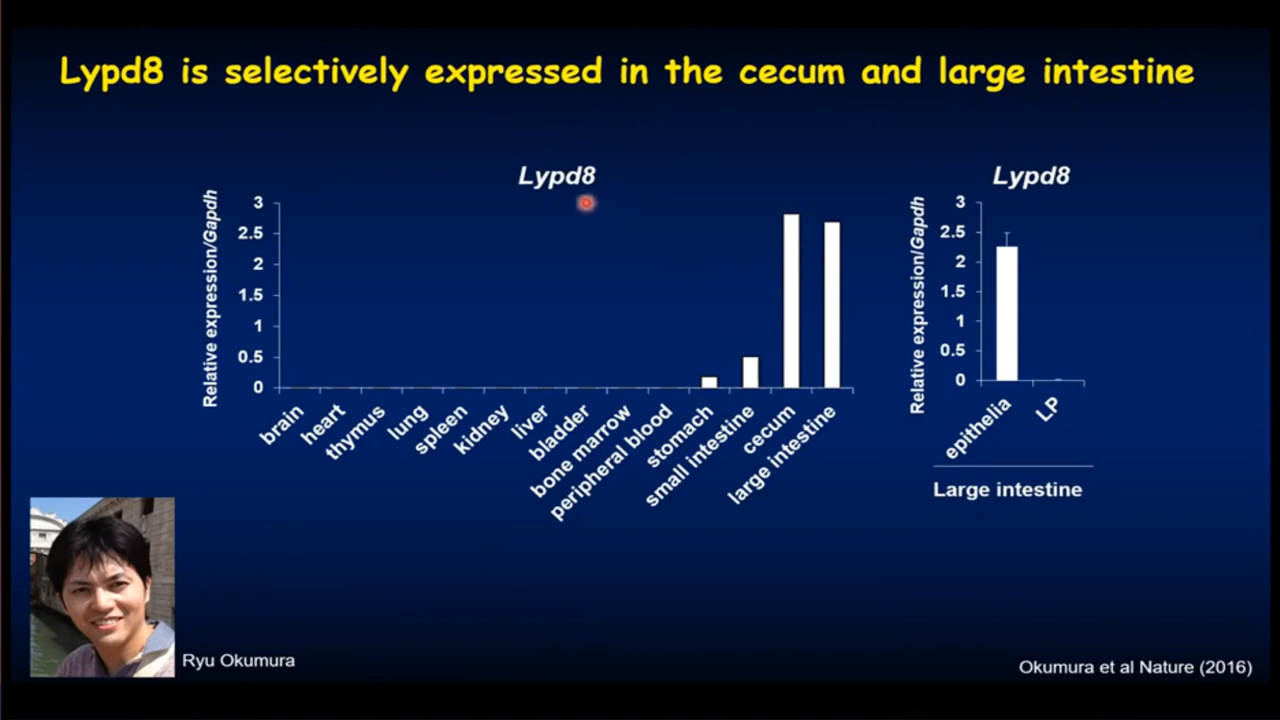 Lypd8 is selectively expressed in the cecum and large intestine
Lypd8
Relative expression/Gapdh
3
2.5
2
1.5
1
0.5
0
brain
heart
thymus
lung
spleen
kidney
liver
bladder
bone marrow
peripheral blood
stomach
small intestine
cecum
large intestine
Lypd8
Relative expression/Gapdh
3
2.5
2
1.5
1
0.5
0
epithelia
LP
Large intestine
Ryu Okumura
Okumura et al Nature (2016)